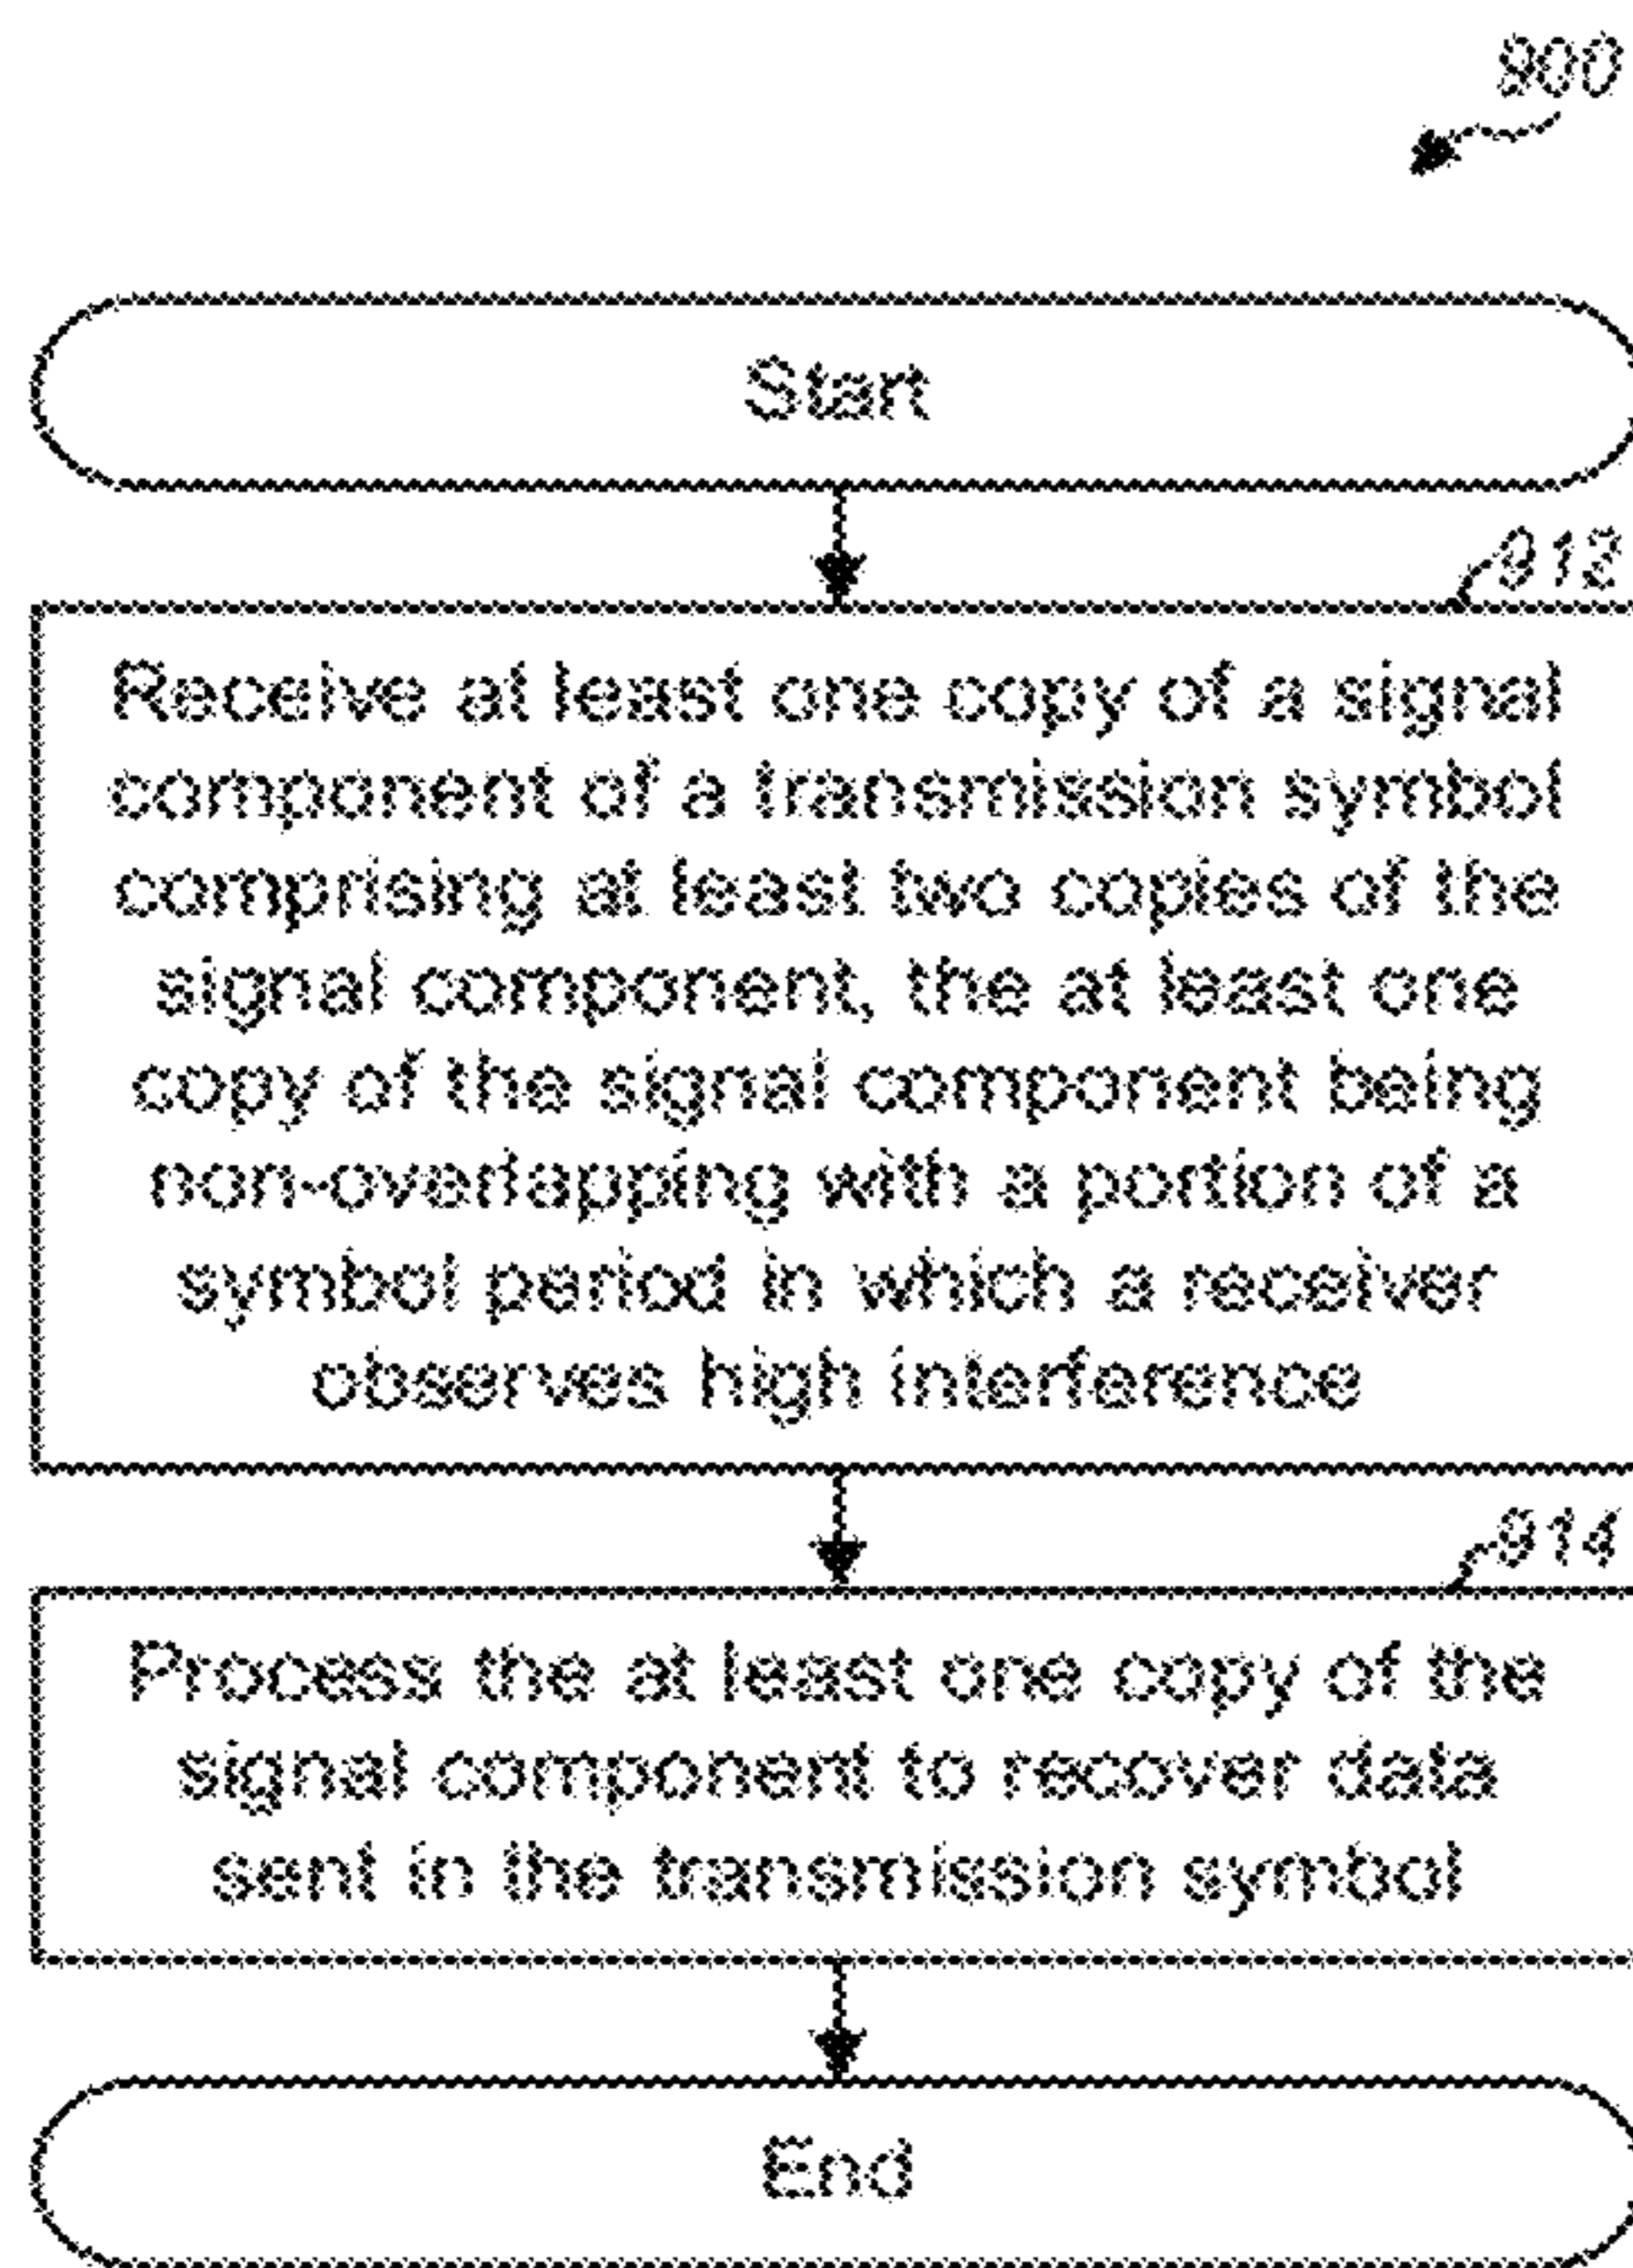 900
Start
912
Receive at least one copy of a signal
component of a transmission symbol
comprising at least two copies of the
signal component, the at least one
copy of the signal component being
non-overlapping with a portion of a
symbol period in which a receiver
observes high interference
914
Process the at least one copy of the
signal component to recover data
sent in the transmission symbol
End